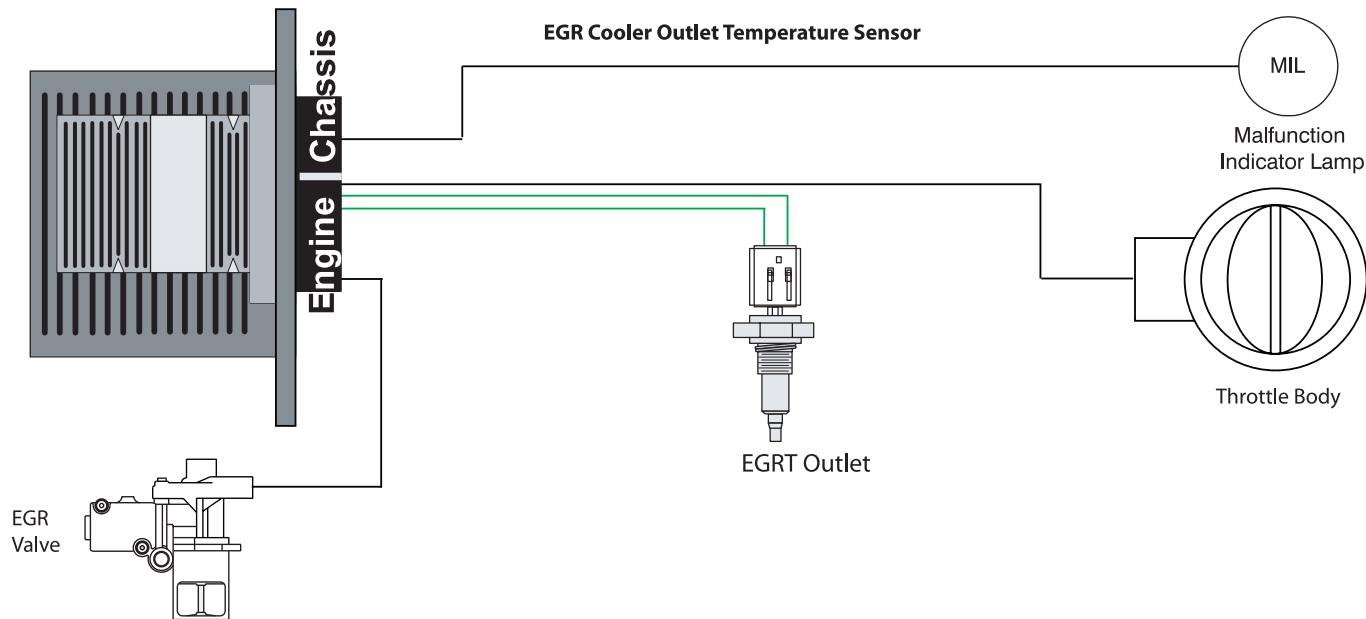 EGR Cooler Outlet Temperature Sensor
Chassis
Engine
MIL
Malfunction
Indicator Lamp
Throttle Body
EGRT Outlet
EGR
Valve